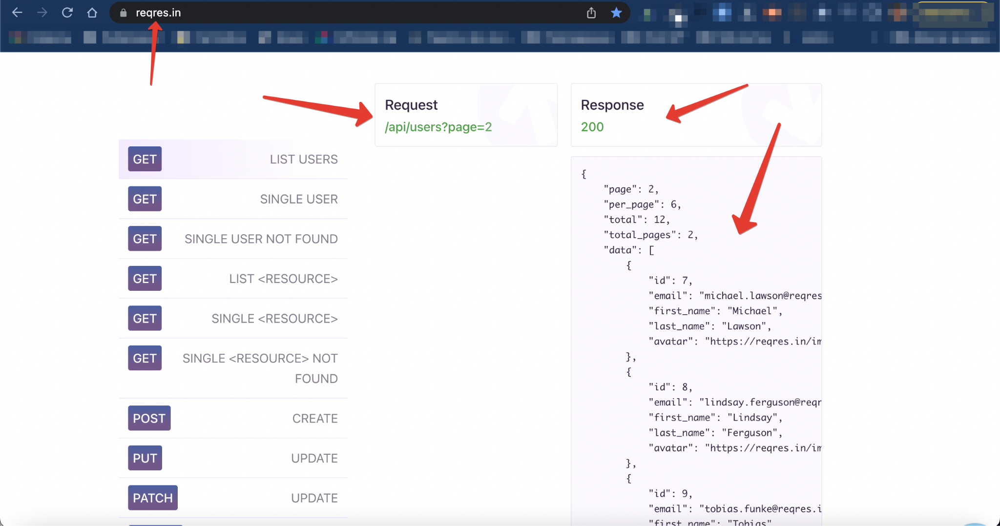 reqres.in
Request
/api/users?page=2
Response
200
GET LIST USERS
GET SINGLE USER
GET SINGLE USER NOT FOUND
GET LIST <RESOURCE>
GET SINGLE <RESOURCE>
GET SINGLE <RESOURCE> NOT
FOUND
POST CREATE
PUT UPDATE
PATCH UPDATE
{
"page": 2,
"per_page": 6,
"total": 12,
"total_pages": 2,
"data": [
{
"id": 7,
"email": "michael.lawson@reqres
"first_name": "Michael",
"last_name": "Lawson",
"avatar": "https://reqres.in/im
},
{
"id": 8,
"email": "lindsay.ferguson@reqr
"first_name": "Lindsay",
"last_name": "Ferguson",
"avatar": "https://reqres.in/im
},
{
"id": 9,
"email": "tobias.funke@reqres.i
"first_name": "Tobias"